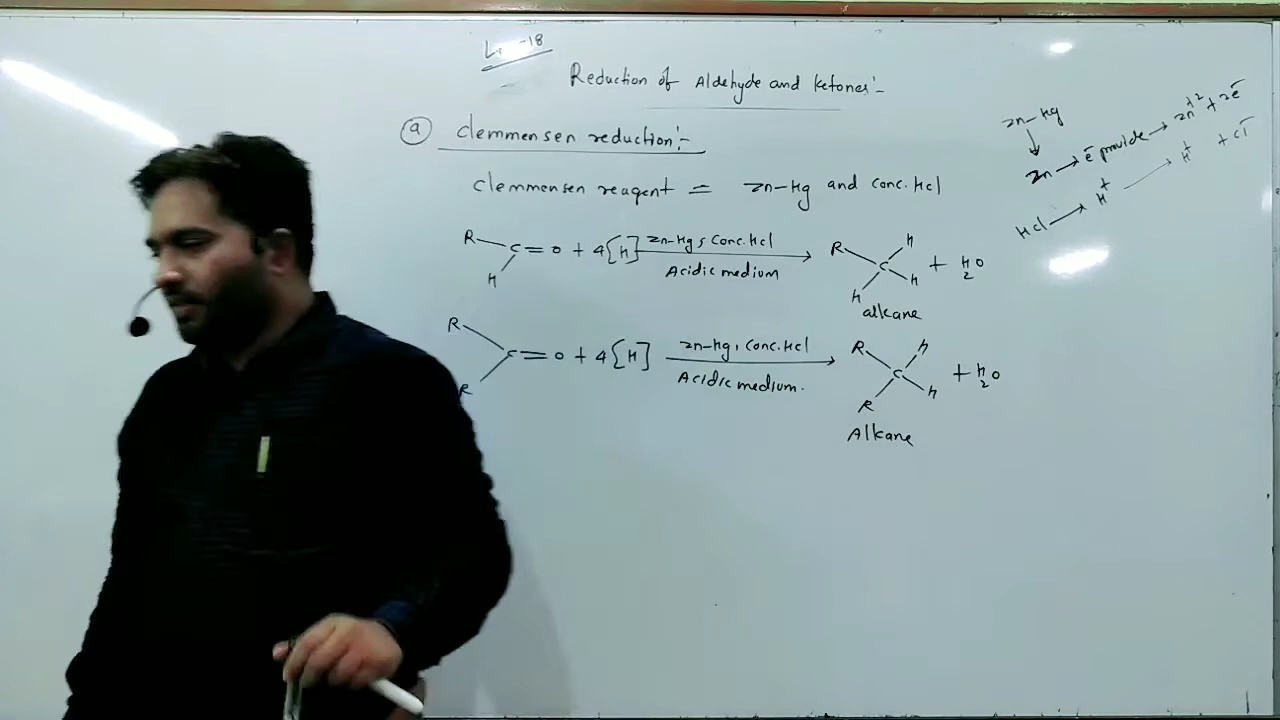 -18
Reduction of Aldehyde and Ketones:-
(a) Clemmensen reduction:-
Clemmensen reagent = Zn-Hg and Conc. Hcl
R C = O + 4[H] Zn-Hg, Conc. Hcl R H C H + H2O
H Acidic medium H
alkane
R C = O + 4[H] Zn-Hg, Conc. Hcl R H C H + H2O
R Acidic medium. R
Alkane
Zn-Hg
↓
Zn → e⁻ provide → Zn⁺² + 2e⁻
Hcl → H⁺ → H⁺ + Cl⁻